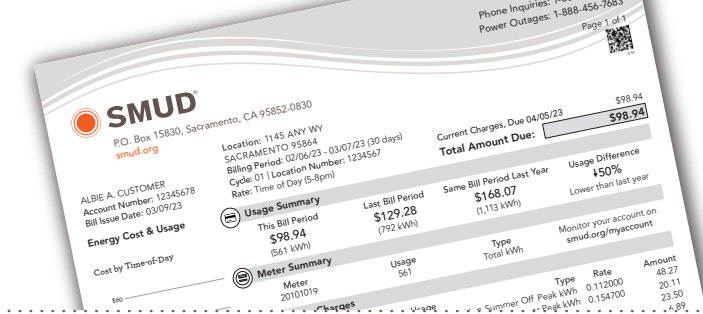 Phone Inquiries: 1-
Power Outages: 1-888-456-7683
Page 1 of 1
SMUD®
P.O. Box 15830, Sacramento, CA 95852-0830
smud.org
Location: 1145 ANY WY
SACRAMENTO 95864
Billing Period: 02/06/23 - 03/07/23 (30 days)
Cycle: 01 | Location Number: 1234567
Rate: Time of Day (5-8pm)
Current Charges, Due 04/05/23 $98.94
Total Amount Due: $98.94
ALBIE A. CUSTOMER
Account Number: 12345678
Bill Issue Date: 03/09/23
Energy Cost & Usage
Cost by Time-of-Day
$60
Usage Summary
This Bill Period Last Bill Period Same Bill Period Last Year Usage Difference
$98.94 $129.28 $168.07 50%
(561 kWh) (792 kWh) (1,113 kWh) Lower than last year
Meter Summary
Meter Usage Type Monitor your account on
20101019 561 Total kWh smud.org/myaccount
Charges
Usage Type Rate Amount
& Summer Off Peak kWh 0.112000 48.27
Peak kWh 0.154700 20.11
23.50
6.89